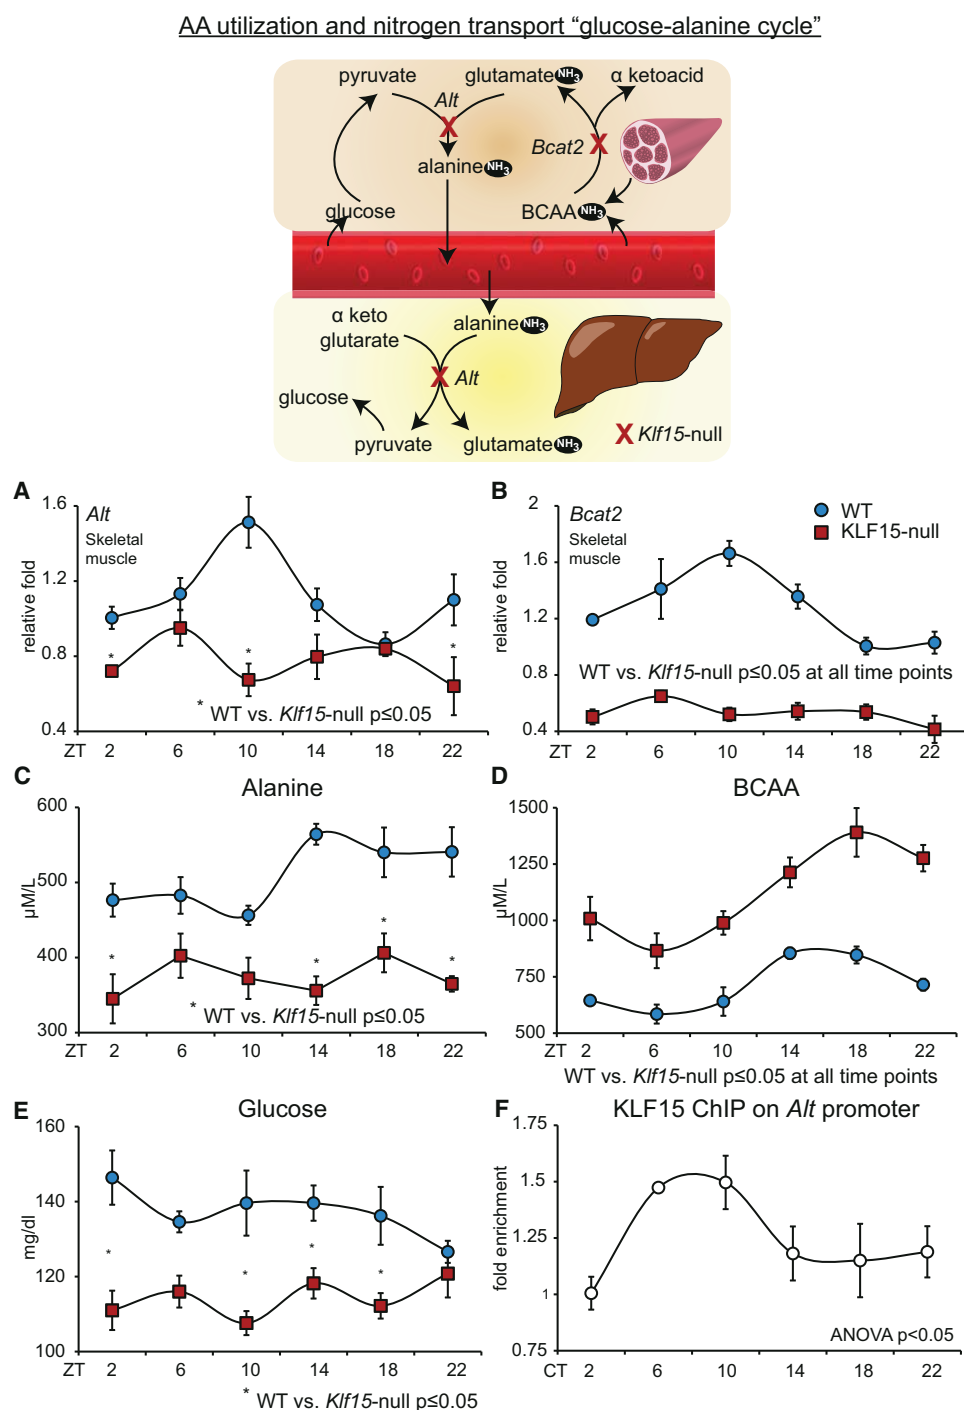 AA utilization and nitrogen transport “glucose-alanine cycle”
pyruvate
glutamate NH3
α ketoacid
Alt
X
Bcat2
X
alanine NH3
glucose
BCAA NH3
α keto
glutarate
alanine NH3
X Alt
glucose
pyruvate
glutamate NH3
X Klf15-null
A
Alt
Skeletal
muscle
relative fold
1.6
1.2
0.8
0.4
* * *
* WT vs. Klf15-null p≤0.05
ZT 2 6 10 14 18 22
B
Bcat2
Skeletal
muscle
WT
KLF15-null
relative fold
2
1.6
1.2
0.8
0.4
WT vs. Klf15-null p≤0.05 at all time points
ZT 2 6 10 14 18 22
C
Alanine
µM/L
600
500
400
300
* * * *
* WT vs. Klf15-null p≤0.05
ZT 2 6 10 14 18 22
D
BCAA
µM/L
1500
1250
1000
750
500
ZT 2 6 10 14 18 22
WT vs. Klf15-null p≤0.05 at all time points
E
Glucose
mg/dl
160
140
120
100
* * * *
ZT 2 6 10 14 18 22
* WT vs. Klf15-null p≤0.05
F
KLF15 ChIP on Alt promoter
fold enrichment
1.75
1.5
1.25
1
0.75
ANOVA p<0.05
CT 2 6 10 14 18 22